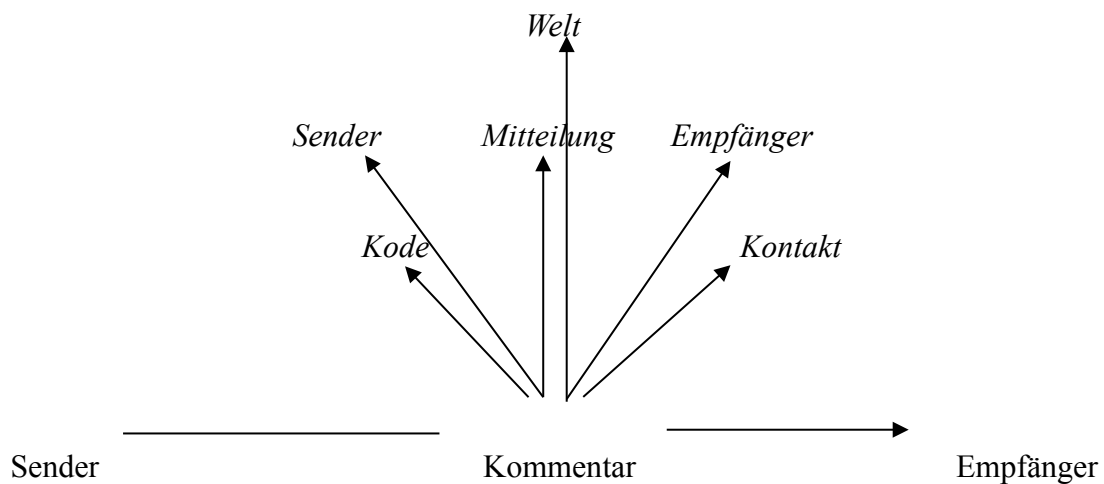 Welt
Sender Mitteilung Empfänger
Kode Kontakt
Sender Kommentar Empfänger